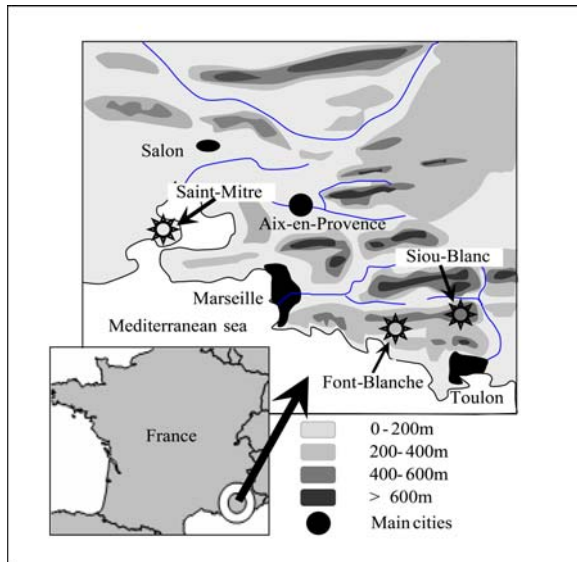 Salon
Saint-Mitre
Aix-en-Provence
Siou-Blanc
Marseille
Mediterranean sea
Font-Blanche
Toulon
France
0-200m
200-400m
400-600m
> 600m
Main cities